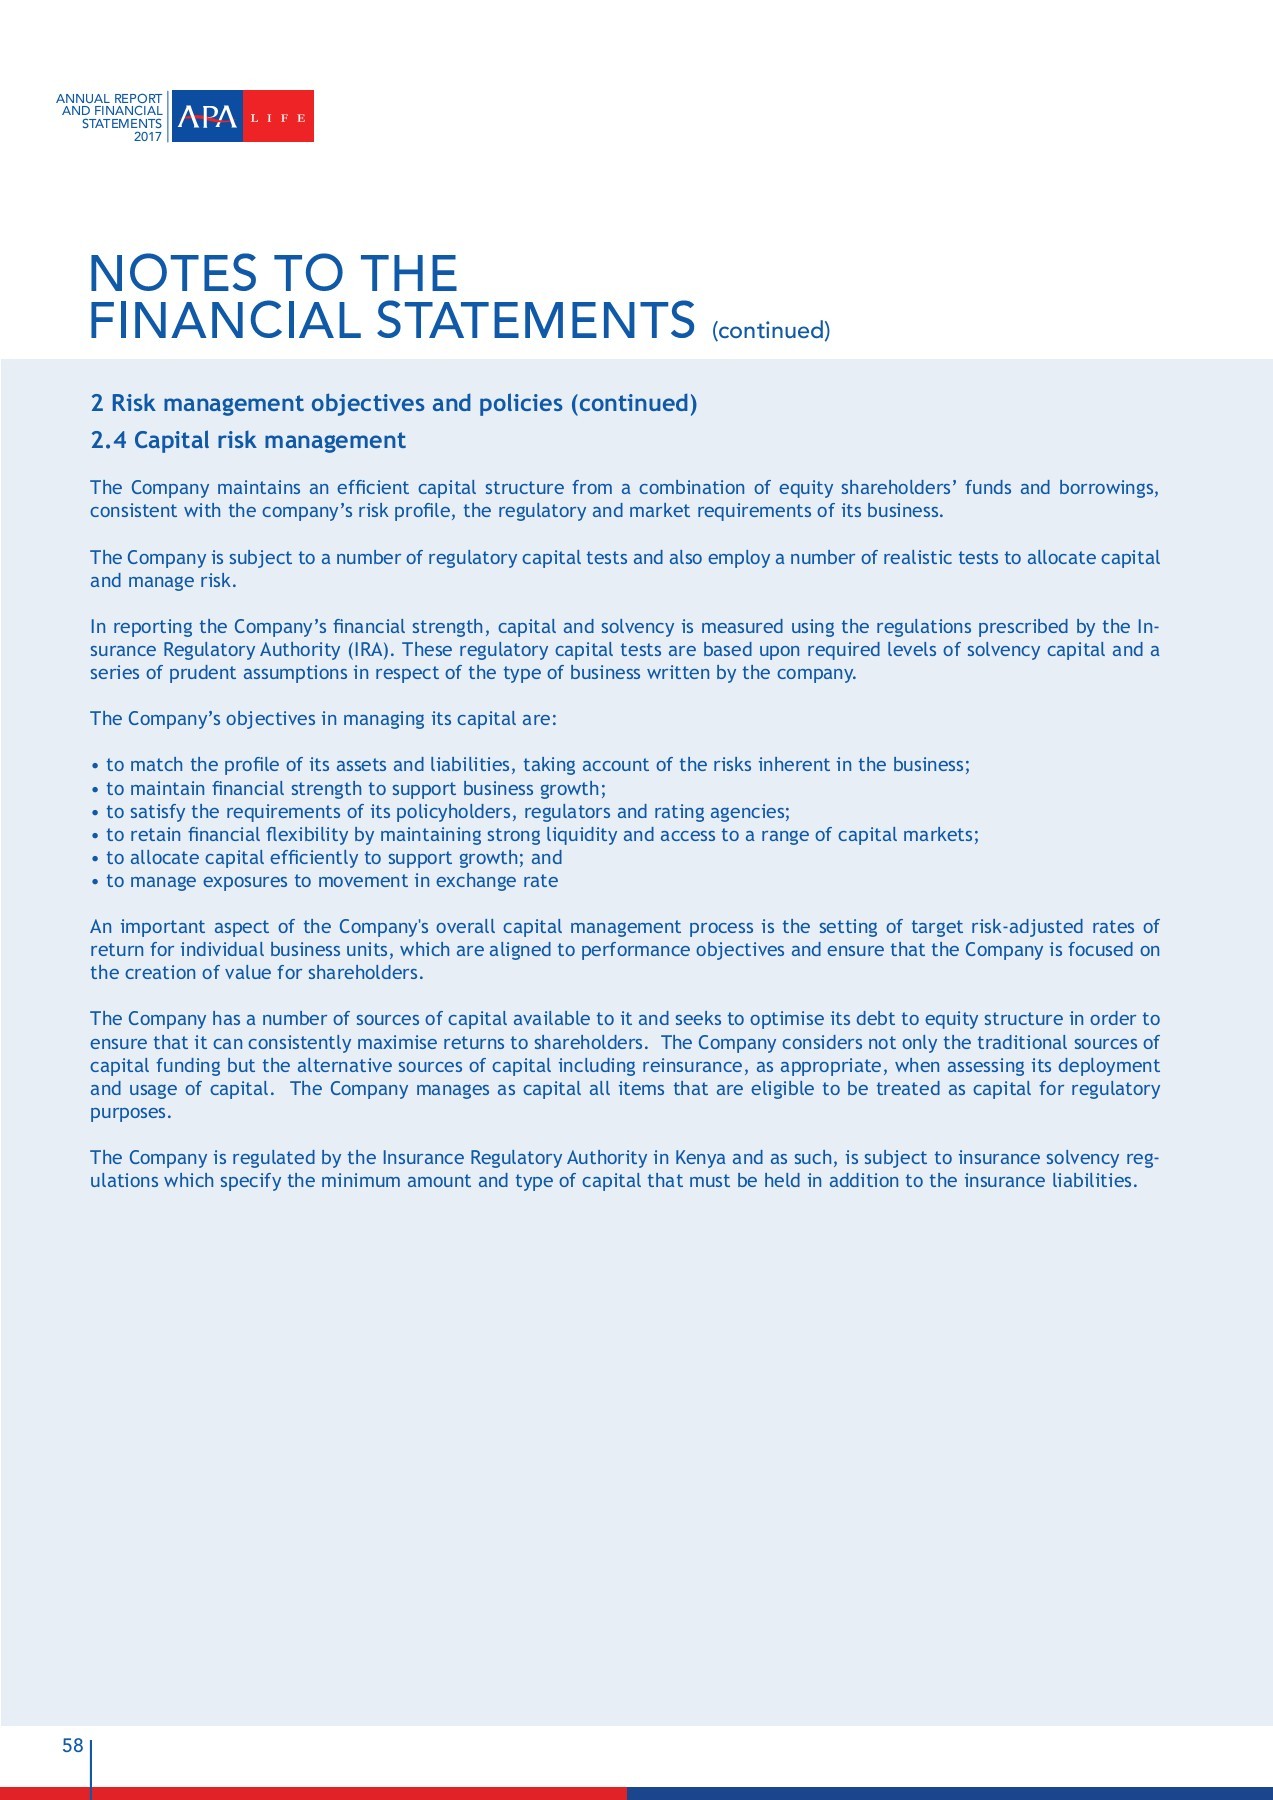 ANNUAL REPORT
AND FINANCIAL
STATEMENTS
2017
APA LIFE
NOTES TO THE
FINANCIAL STATEMENTS (continued)
2 Risk management objectives and policies (continued)
2.4 Capital risk management
The Company maintains an efficient capital structure from a combination of equity shareholders’ funds and borrowings,
consistent with the company’s risk profile, the regulatory and market requirements of its business.
The Company is subject to a number of regulatory capital tests and also employ a number of realistic tests to allocate capital
and manage risk.
In reporting the Company’s financial strength, capital and solvency is measured using the regulations prescribed by the In-
surance Regulatory Authority (IRA). These regulatory capital tests are based upon required levels of solvency capital and a
series of prudent assumptions in respect of the type of business written by the company.
The Company’s objectives in managing its capital are:
• to match the profile of its assets and liabilities, taking account of the risks inherent in the business;
• to maintain financial strength to support business growth;
• to satisfy the requirements of its policyholders, regulators and rating agencies;
• to retain financial flexibility by maintaining strong liquidity and access to a range of capital markets;
• to allocate capital efficiently to support growth; and
• to manage exposures to movement in exchange rate
An important aspect of the Company's overall capital management process is the setting of target risk-adjusted rates of
return for individual business units, which are aligned to performance objectives and ensure that the Company is focused on
the creation of value for shareholders.
The Company has a number of sources of capital available to it and seeks to optimise its debt to equity structure in order to
ensure that it can consistently maximise returns to shareholders.  The Company considers not only the traditional sources of
capital funding but the alternative sources of capital including reinsurance, as appropriate, when assessing its deployment
and usage of capital.  The Company manages as capital all items that are eligible to be treated as capital for regulatory
purposes.
The Company is regulated by the Insurance Regulatory Authority in Kenya and as such, is subject to insurance solvency reg-
ulations which specify the minimum amount and type of capital that must be held in addition to the insurance liabilities.
58